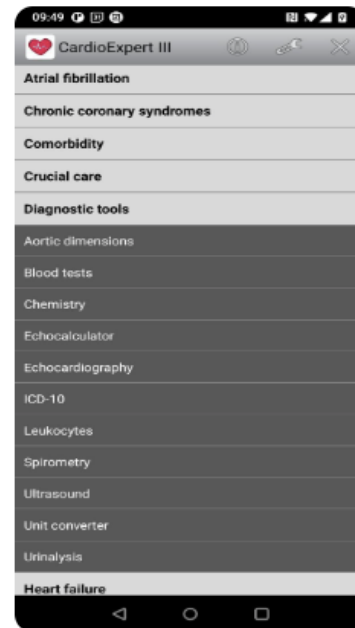 09:49
CardioExpert III
Atrial fibrillation
Chronic coronary syndromes
Comorbidity
Crucial care
Diagnostic tools
Aortic dimensions
Blood tests
Chemistry
Echocalculator
Echocardiography
ICD-10
Leukocytes
Spirometry
Ultrasound
Unit converter
Urinalysis
Heart failure